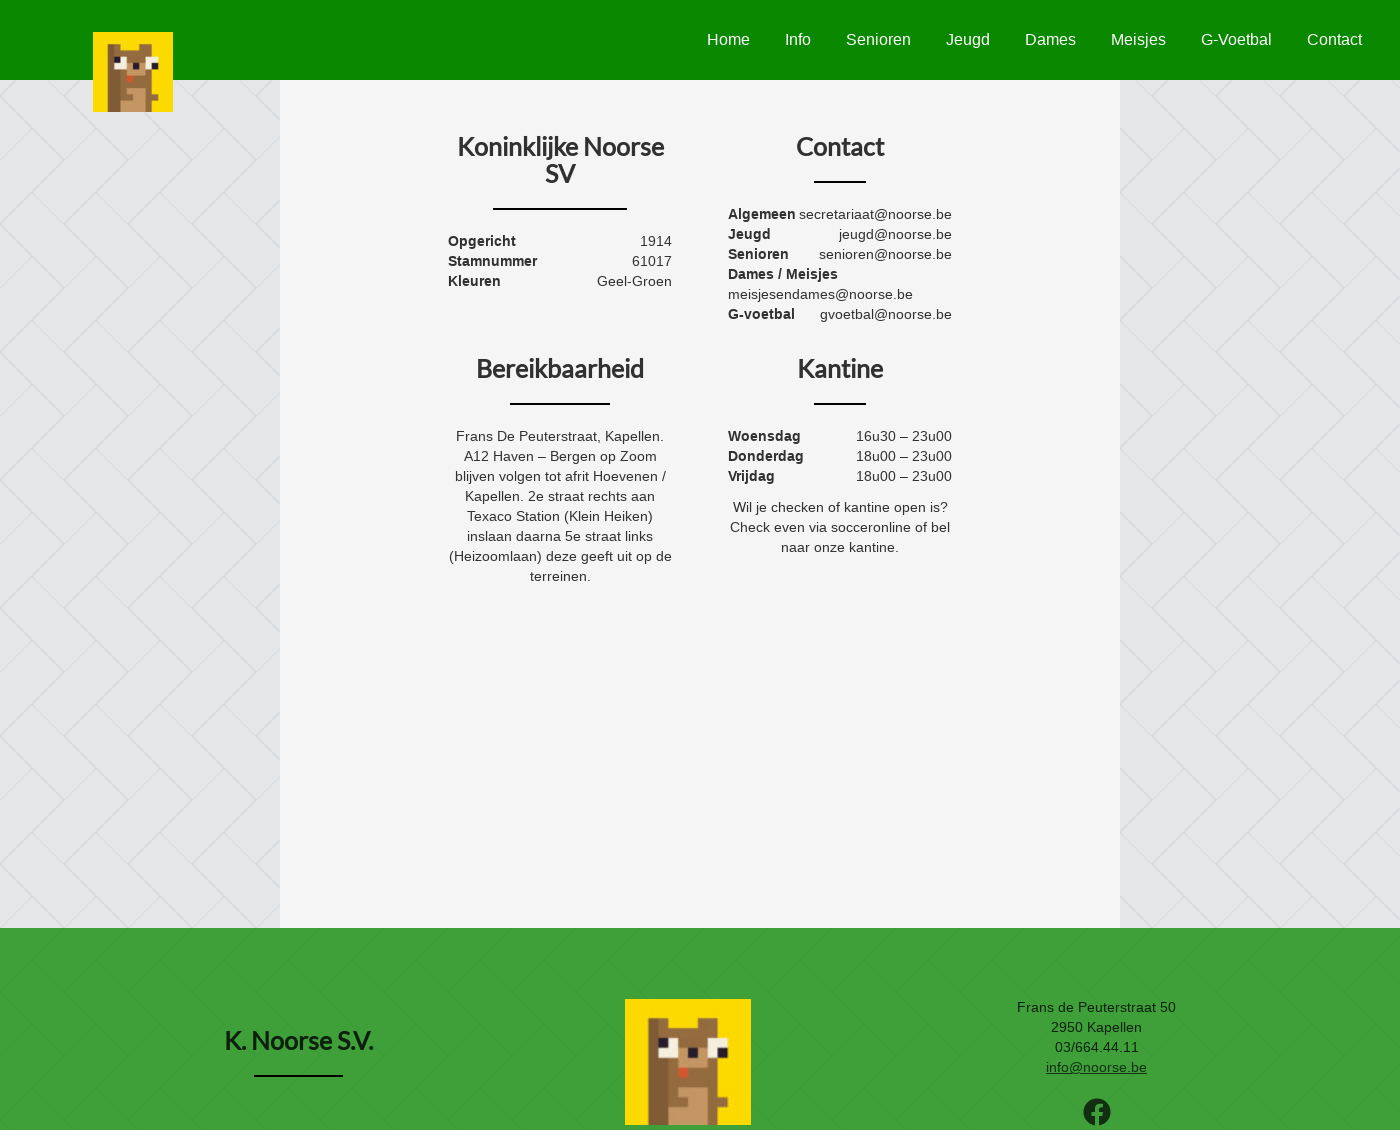 Home Info Senioren Jeugd Dames Meisjes G-Voetbal Contact
Koninklijke Noorse
SV
Opgericht 1914
Stamnummer 61017
Kleuren Geel-Groen
Contact
Algemeen secretariaat@noorse.be
Jeugd jeugd@noorse.be
Senioren senioren@noorse.be
Dames / Meisjes
meisjesendames@noorse.be
G-voetbal gvoetbal@noorse.be
Bereikbaarheid
Frans De Peuterstraat, Kapellen.
A12 Haven – Bergen op Zoom
blijven volgen tot afrit Hoevenen /
Kapellen. 2e straat rechts aan
Texaco Station (Klein Heiken)
inslaan daarna 5e straat links
(Heizoomlaan) deze geeft uit op de
terreinen.
Kantine
Woensdag 16u30 – 23u00
Donderdag 18u00 – 23u00
Vrijdag 18u00 – 23u00
Wil je checken of kantine open is?
Check even via socceronline of bel
naar onze kantine.
K. Noorse S.V.
Frans de Peuterstraat 50
2950 Kapellen
03/664.44.11
info@noorse.be